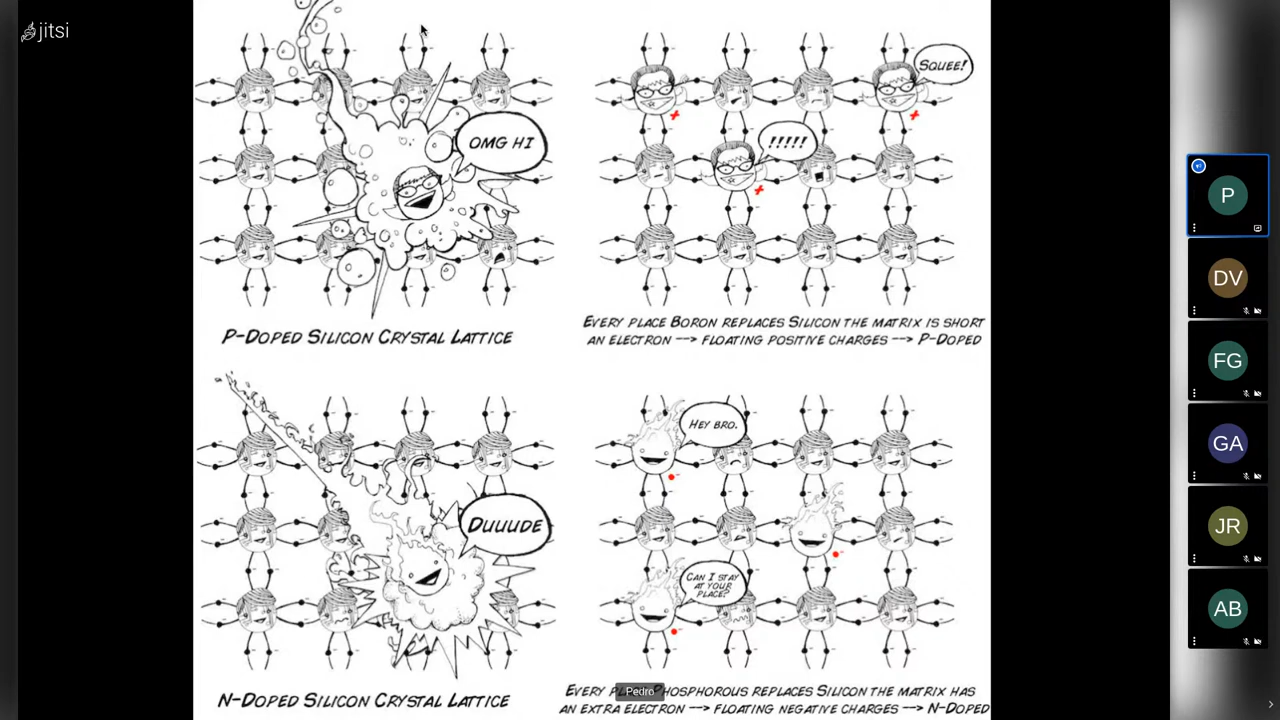 jitsi
OMG HI
SQUEE!
!!!!!
P-DOPED SILICON CRYSTAL LATTICE
EVERY PLACE BORON REPLACES SILICON THE MATRIX IS SHORT
AN ELECTRON --> FLOATING POSITIVE CHARGES --> P-DOPED
DUUUDE
HEY BRO.
CAN I STAY
AT YOUR
PLACE?
N-DOPED SILICON CRYSTAL LATTICE
EVERY PHOSPHOROUS REPLACES SILICON THE MATRIX HAS
AN EXTRA ELECTRON --> FLOATING NEGATIVE CHARGES --> N-DOPED
Pedro
P
DV
FG
GA
JR
AB